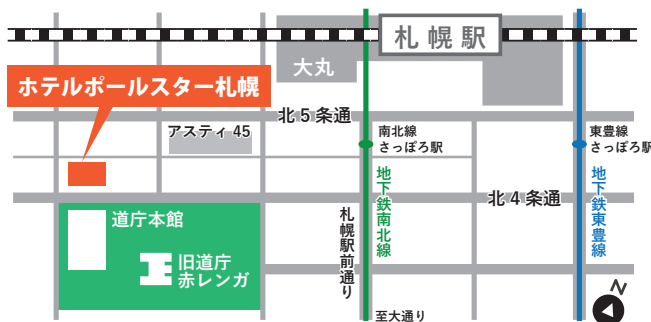 札幌駅
大丸
ホテルポールスター札幌
北5条通
アスティ45
南北線
さっぽろ駅
東豊線
さっぽろ駅
地下鉄南北線
地下鉄東豊線
北4条通
道庁本館
札幌駅前通り
旧道庁
赤レンガ
至大通り
N